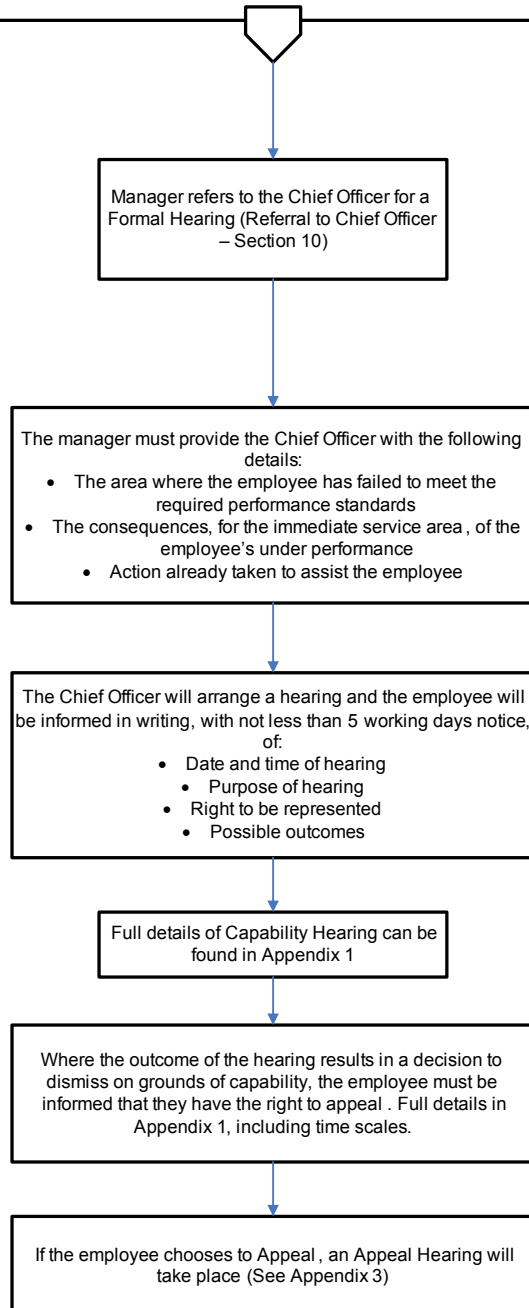 Manager refers to the Chief Officer for a
Formal Hearing (Referral to Chief Officer
– Section 10)
The manager must provide the Chief Officer with the following
details:
• The area where the employee has failed to meet the
required performance standards
• The consequences, for the immediate service area , of the
employee’s under performance
• Action already taken to assist the employee
The Chief Officer will arrange a hearing and the employee will
be informed in writing, with not less than 5 working days notice,
of:
• Date and time of hearing
• Purpose of hearing
• Right to be represented
• Possible outcomes
Full details of Capability Hearing can be
found in Appendix 1
Where the outcome of the hearing results in a decision to
dismiss on grounds of capability, the employee must be
informed that they have the right to appeal . Full details in
Appendix 1, including time scales.
If the employee chooses to Appeal , an Appeal Hearing will
take place (See Appendix 3)